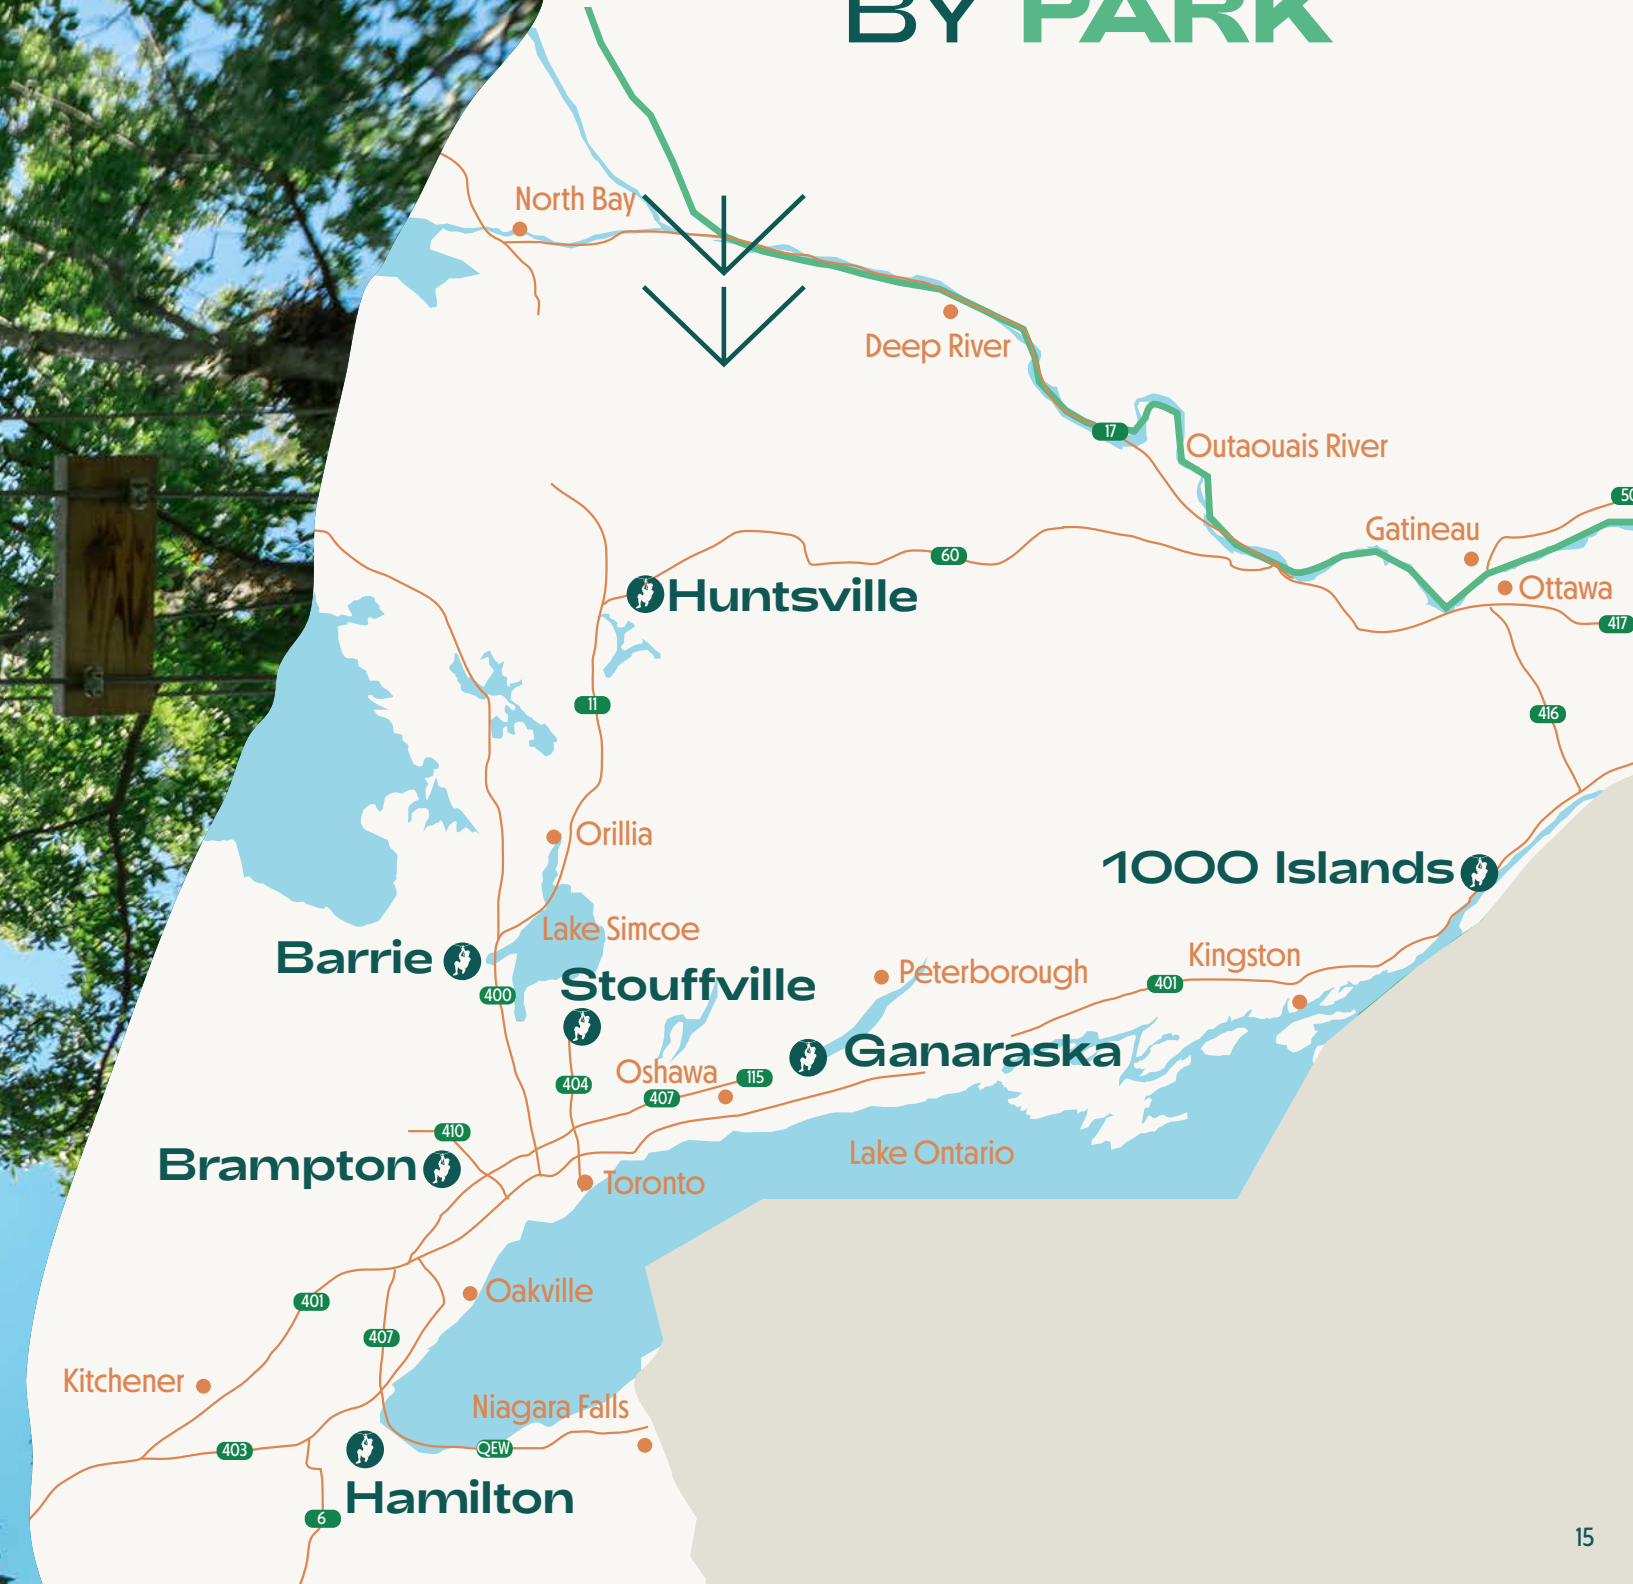 BY PARK
North Bay
Deep River
17
Outaouais River
50
Gatineau
60
Ottawa
Huntsville
417
11
416
Orillia
1000 Islands
Lake Simcoe
Barrie
Kingston
Peterborough
Stouffville
401
400
Ganaraska
Oshawa
115
404
407
410
Lake Ontario
Brampton
Toronto
Oakville
401
407
Kitchener
Niagara Falls
403
QEW
Hamilton
6
15